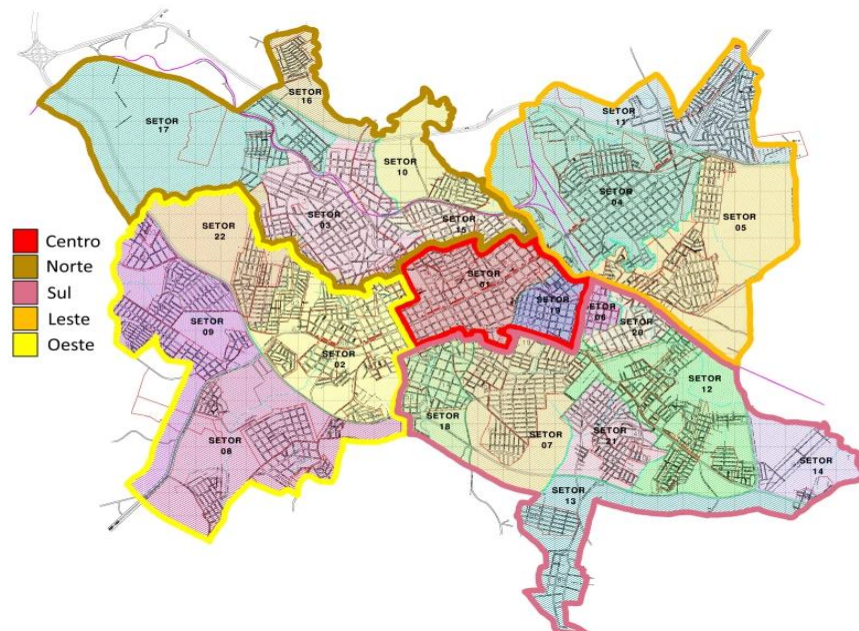 SETOR
16
SETOR
17
SETOR
11
SETOR
10
SETOR
04
SETOR
03
SETOR
15
SETOR
05
SETOR
22
Centro
Norte
Sul
Leste
Oeste
SETOR
01
SETOR
19
SETOR
09
SETOR
02
ETOR
06
SETOR
20
SETOR
12
SETOR
18
SETOR
07
SETOR
21
SETOR
08
SETOR
14
SETOR
13